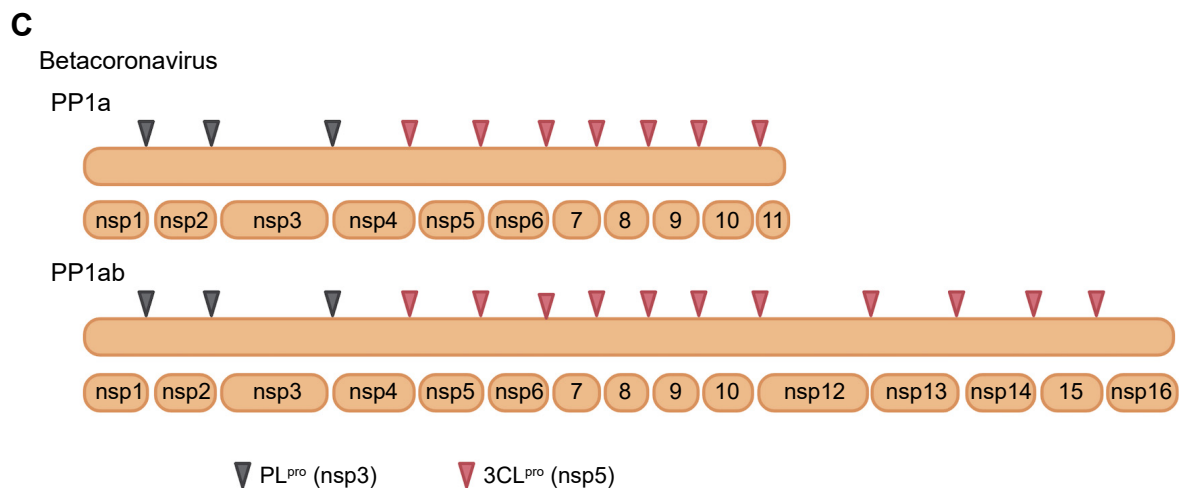 C
Betacoronavirus
PP1a
nsp1 nsp2 nsp3 nsp4 nsp5 nsp6 7 8 9 10 11
PP1ab
nsp1 nsp2 nsp3 nsp4 nsp5 nsp6 7 8 9 10 nsp12 nsp13 nsp14 15 nsp16
PLpro (nsp3) 3CLpro (nsp5)